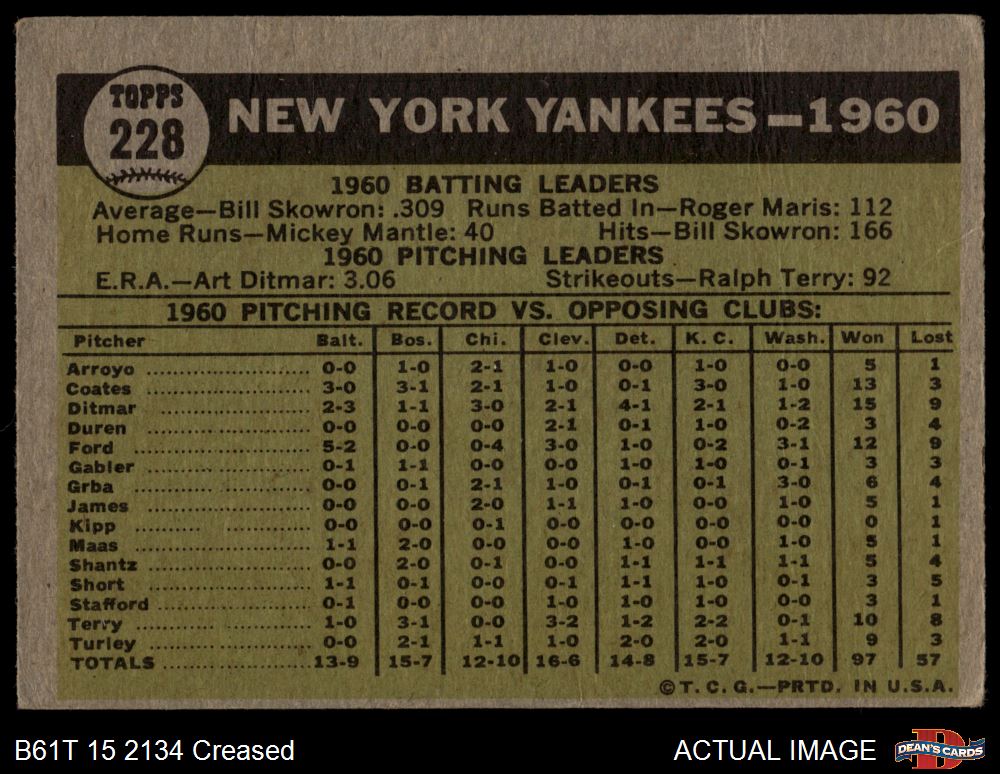 TOPPS
228
NEW YORK YANKEES—1960
1960 BATTING LEADERS
Average—Bill Skowron: .309 Runs Batted In—Roger Maris: 112
Home Runs—Mickey Mantle: 40 Hits—Bill Skowron: 166
1960 PITCHING LEADERS
E.R.A.—Art Ditmar: 3.06 Strikeouts—Ralph Terry: 92
1960 PITCHING RECORD VS. OPPOSING CLUBS:
Pitcher Balt. Bos. Chi. Clev. Det. K. C. Wash. Won Lost
Arroyo 0-0 1-0 2-1 1-0 0-0 1-0 0-0 5 1
Coates 3-0 3-1 2-1 1-0 0-1 3-0 1-0 13 3
Ditmar 2-3 1-1 3-0 2-1 4-1 2-1 1-2 15 9
Duren 0-0 0-0 0-0 2-1 0-1 1-0 0-2 3 4
Ford 5-2 0-0 0-4 3-0 1-0 0-2 3-1 12 9
Gabler 0-1 1-1 0-0 0-0 1-0 1-0 0-1 3 3
Grba 0-0 0-1 2-1 1-0 0-1 0-1 3-0 6 4
James 0-0 0-0 2-0 1-1 1-0 0-0 1-0 5 1
Kipp 0-0 0-0 0-1 0-0 0-0 0-0 0-0 0 1
Maas 1-1 2-0 0-0 0-0 1-0 0-0 1-0 5 1
Shantz 0-0 2-0 0-1 0-0 1-1 1-1 1-1 5 4
Short 1-1 0-1 0-0 0-1 1-1 1-0 0-1 3 5
Stafford 0-1 0-0 0-0 1-0 1-0 1-0 0-0 3 1
Terry 1-0 3-1 0-0 3-2 1-2 2-2 0-1 10 8
Turley 0-0 2-1 1-1 1-0 2-0 2-0 1-1 9 3
TOTALS 13-9 15-7 12-10 16-6 14-8 15-7 12-10 97 57
©T. C. G.—PRTD. IN U.S.A.
B61T 15 2134 Creased ACTUAL IMAGE
DEAN'S CARDS